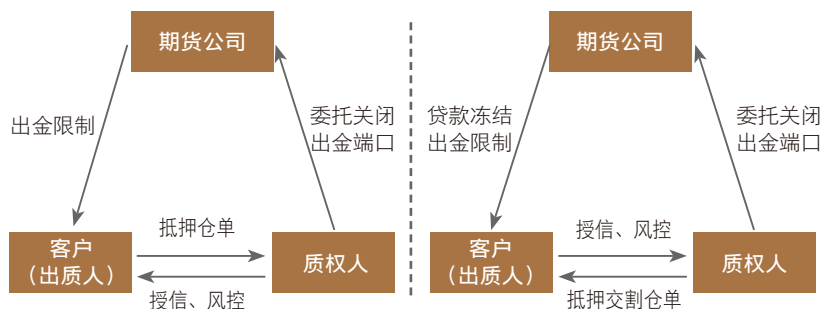 期货公司
出金限制
委托关闭
出金端口
抵押仓单
客户
（出质人）
质权人
授信、风控
期货公司
贷款冻结
出金限制
委托关闭
出金端口
授信、风控
客户
（出质人）
质权人
抵押交割仓单